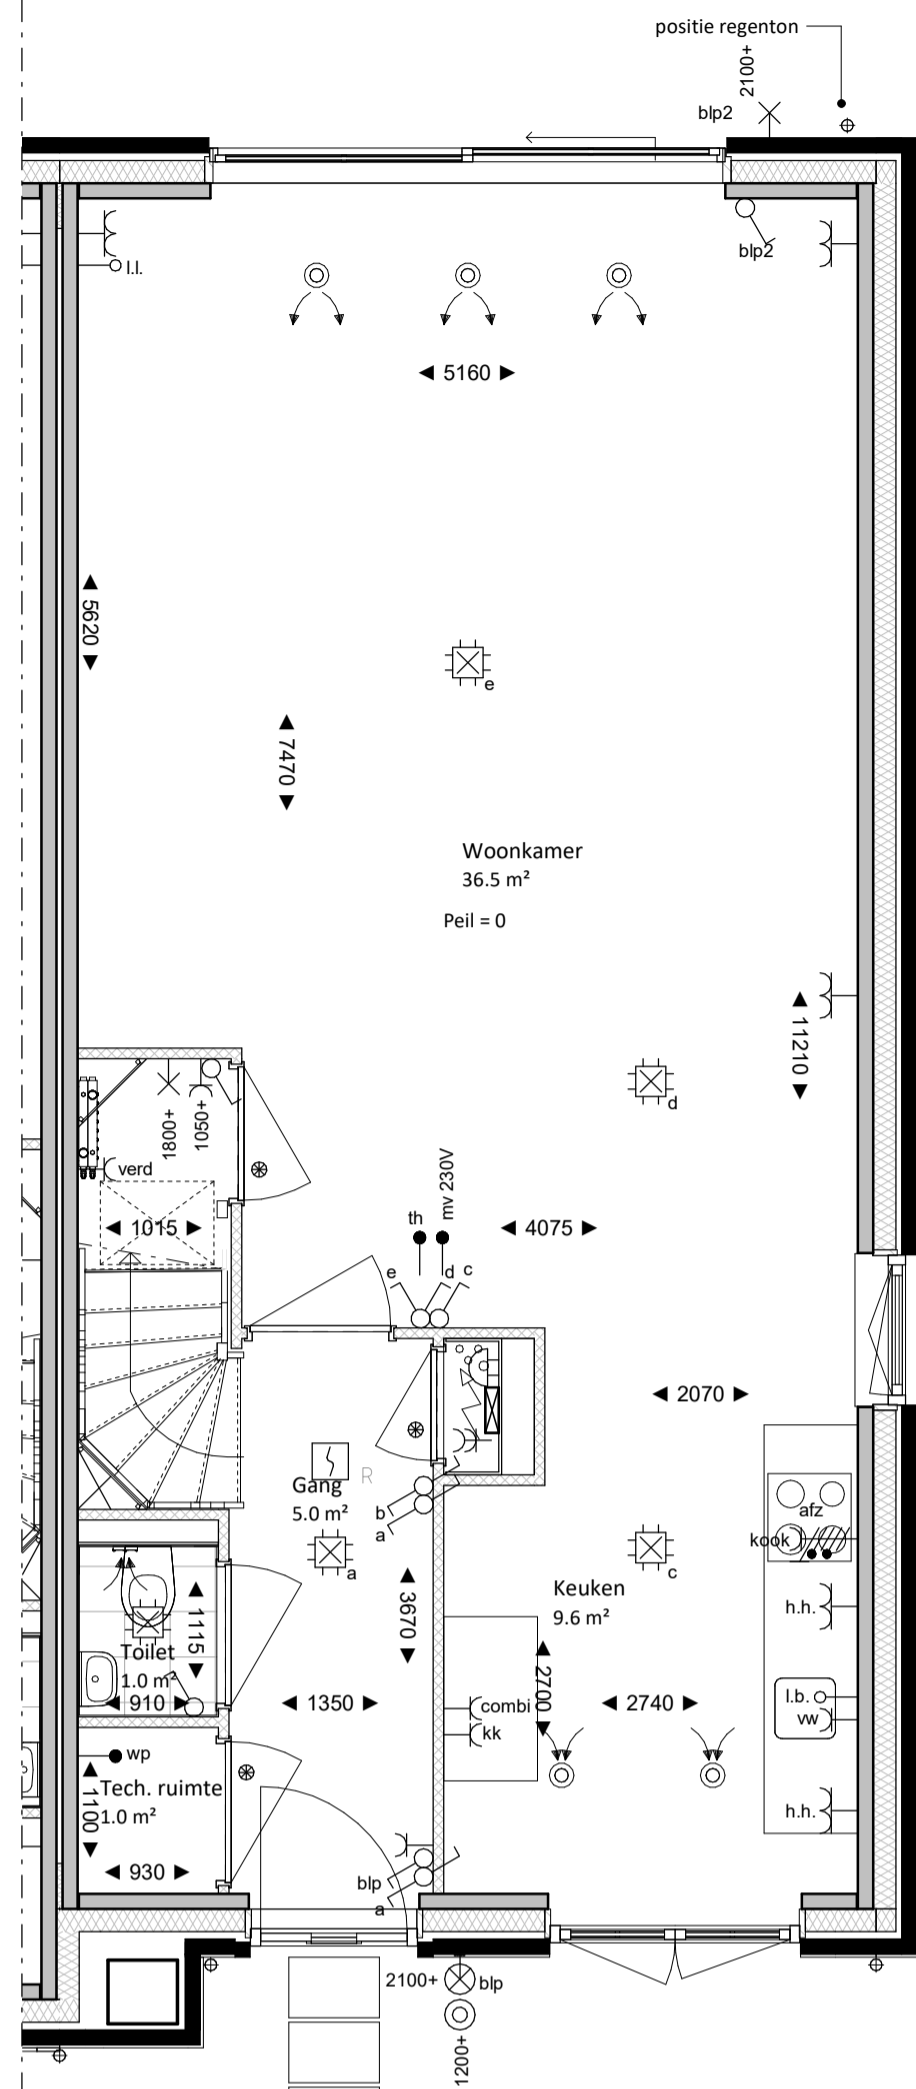 positie regenton
2100+
blp2
blp2
l.l.
5160
5620
e
7470
Woonkamer
36.5 m²
Peil = 0
11210
d
1800+
1050+
verd
1015
th
mv 230V
4075
e
d
c
2070
R
Gang
5.0 m²
b
a
a
afz
kook
c
Keuken
9.6 m²
h.h.
3670
1115
Toilet
1.0 m²
910
1350
2700
combi
kk
2740
l.b.
vw
wp
Tech. ruimte
1.0 m²
1100
930
h.h.
blp
a
2100+
blp
1200+